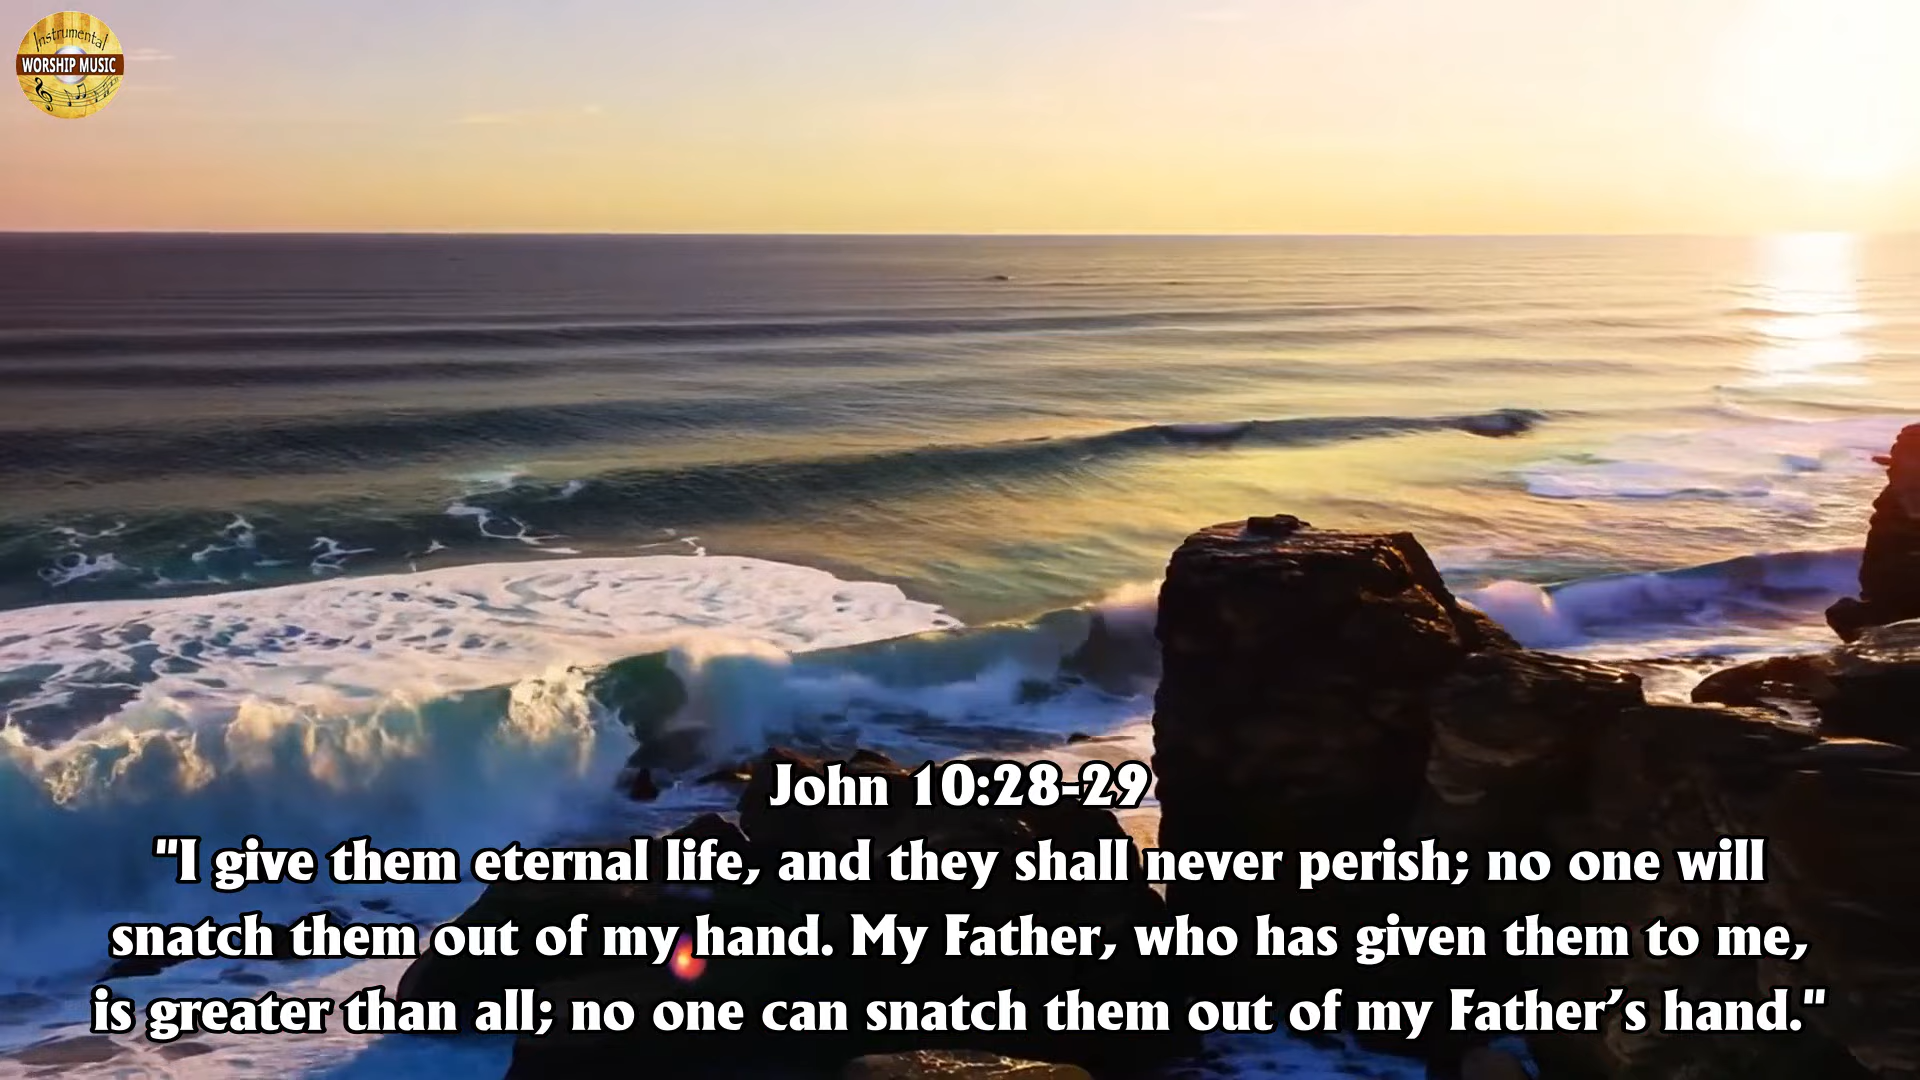 Instrumental
WORSHIP MUSIC
John 10:28-29
"I give them eternal life, and they shall never perish; no one will
snatch them out of my hand. My Father, who has given them to me,
is greater than all; no one can snatch them out of my Father’s hand."